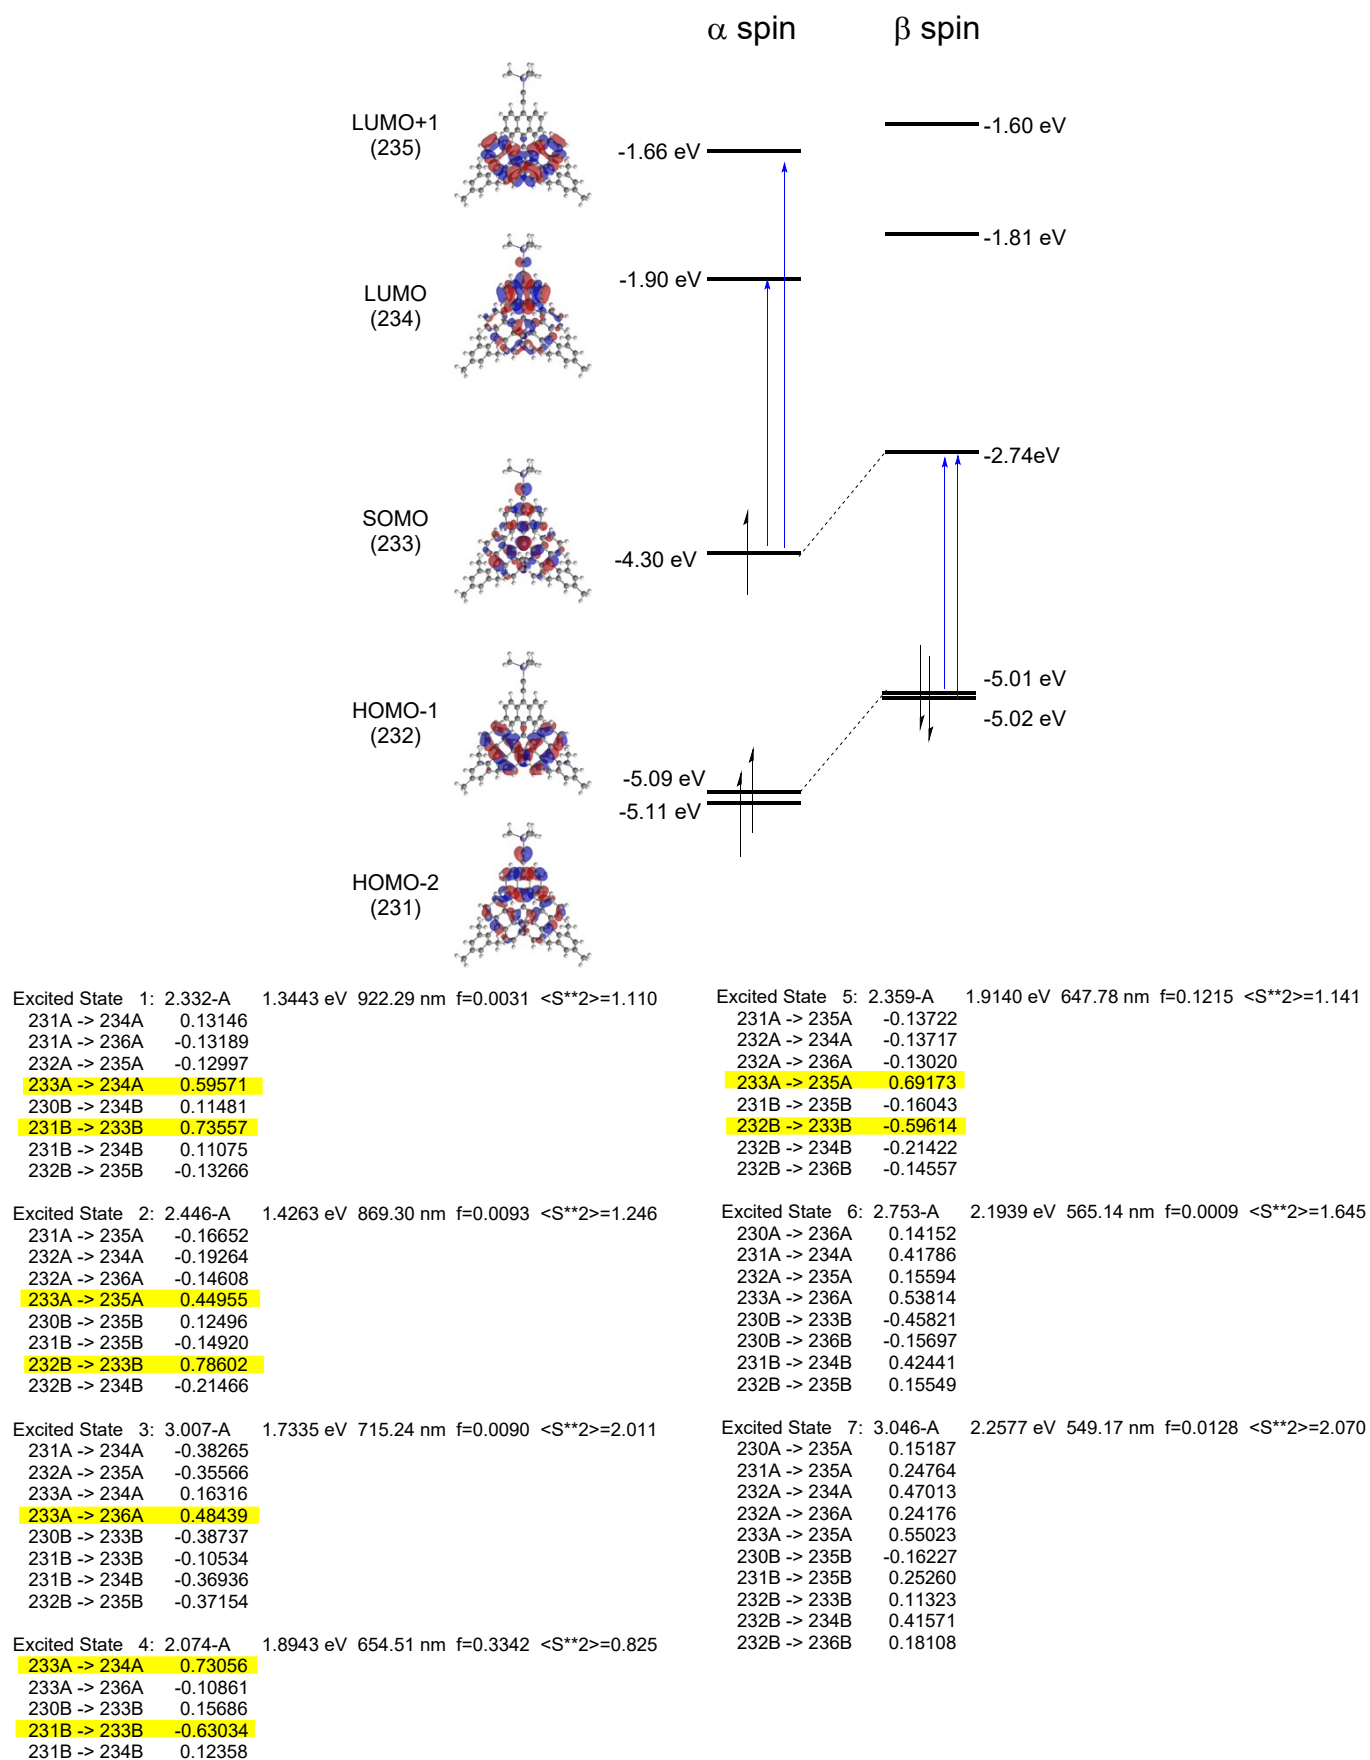 α spin
β spin
LUMO+1
(235)
-1.66 eV
-1.60 eV
-1.81 eV
LUMO
(234)
-1.90 eV
SOMO
(233)
-4.30 eV
-2.74eV
HOMO-1
(232)
-5.09 eV
-5.11 eV
-5.01 eV
-5.02 eV
HOMO-2
(231)
Excited State 1: 2.332-A 1.3443 eV 922.29 nm f=0.0031 <S**2>=1.110
231A -> 234A 0.13146
231A -> 236A -0.13189
232A -> 235A -0.12997
233A -> 234A 0.59571
230B -> 234B 0.11481
231B -> 233B 0.73557
231B -> 234B 0.11075
232B -> 235B -0.13266
Excited State 2: 2.446-A 1.4263 eV 869.30 nm f=0.0093 <S**2>=1.246
231A -> 235A -0.16652
232A -> 234A -0.19264
232A -> 236A -0.14608
233A -> 235A 0.44955
230B -> 235B 0.12496
231B -> 235B -0.14920
232B -> 233B 0.78602
232B -> 234B -0.21466
Excited State 3: 3.007-A 1.7335 eV 715.24 nm f=0.0090 <S**2>=2.011
231A -> 234A -0.38265
232A -> 235A -0.35566
233A -> 234A 0.16316
233A -> 236A 0.48439
230B -> 233B -0.38737
231B -> 233B -0.10534
231B -> 234B -0.36936
232B -> 235B -0.37154
Excited State 4: 2.074-A 1.8943 eV 654.51 nm f=0.3342 <S**2>=0.825
233A -> 234A 0.73056
233A -> 236A -0.10861
230B -> 233B 0.15686
231B -> 233B -0.63034
231B -> 234B 0.12358
Excited State 5: 2.359-A 1.9140 eV 647.78 nm f=0.1215 <S**2>=1.141
231A -> 235A -0.13722
232A -> 234A -0.13717
232A -> 236A -0.13020
233A -> 235A 0.69173
231B -> 235B -0.16043
232B -> 233B -0.59614
232B -> 234B -0.21422
232B -> 236B -0.14557
Excited State 6: 2.753-A 2.1939 eV 565.14 nm f=0.0009 <S**2>=1.645
230A -> 236A 0.14152
231A -> 234A 0.41786
232A -> 235A 0.15594
233A -> 236A 0.53814
230B -> 233B -0.45821
230B -> 236B -0.15697
231B -> 234B 0.42441
232B -> 235B 0.15549
Excited State 7: 3.046-A 2.2577 eV 549.17 nm f=0.0128 <S**2>=2.070
230A -> 235A 0.15187
231A -> 235A 0.24764
232A -> 234A 0.47013
232A -> 236A 0.24176
233A -> 235A 0.55023
230B -> 235B -0.16227
231B -> 235B 0.25260
232B -> 233B 0.11323
232B -> 234B 0.41571
232B -> 236B 0.18108